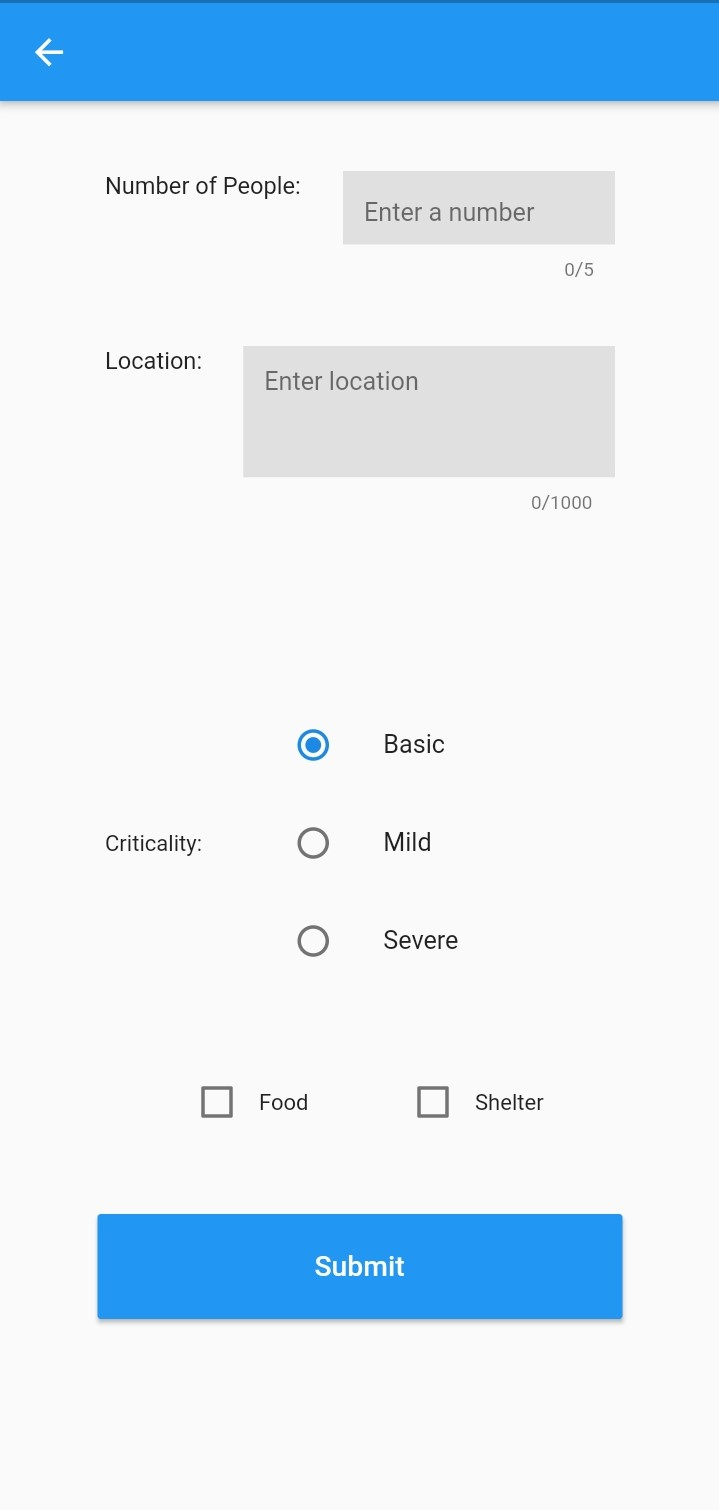 Number of People:
Enter a number
0/5
Location:
Enter location
0/1000
Basic
Criticality:
Mild
Severe
Food
Shelter
Submit